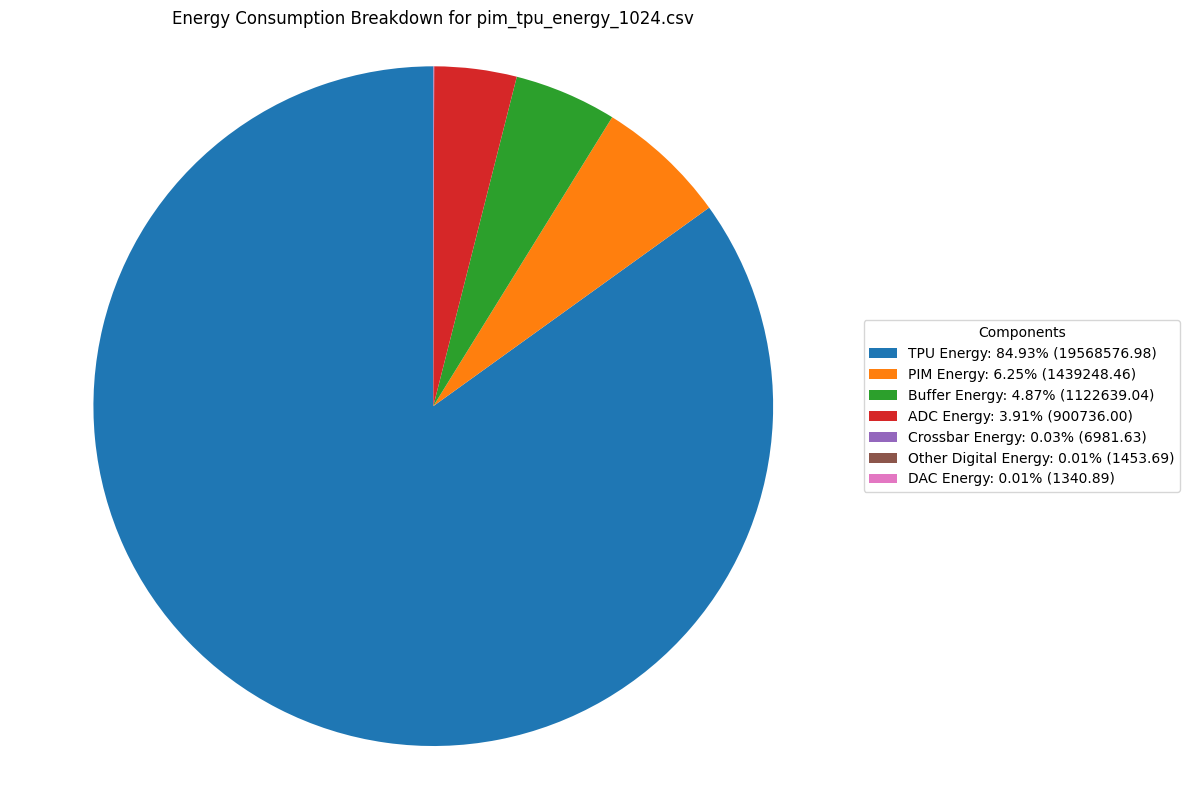 Energy Consumption Breakdown for pim_tpu_energy_1024.csv
Components
TPU Energy: 84.93% (19568576.98)
PIM Energy: 6.25% (1439248.46)
Buffer Energy: 4.87% (1122639.04)
ADC Energy: 3.91% (900736.00)
Crossbar Energy: 0.03% (6981.63)
Other Digital Energy: 0.01% (1453.69)
DAC Energy: 0.01% (1340.89)